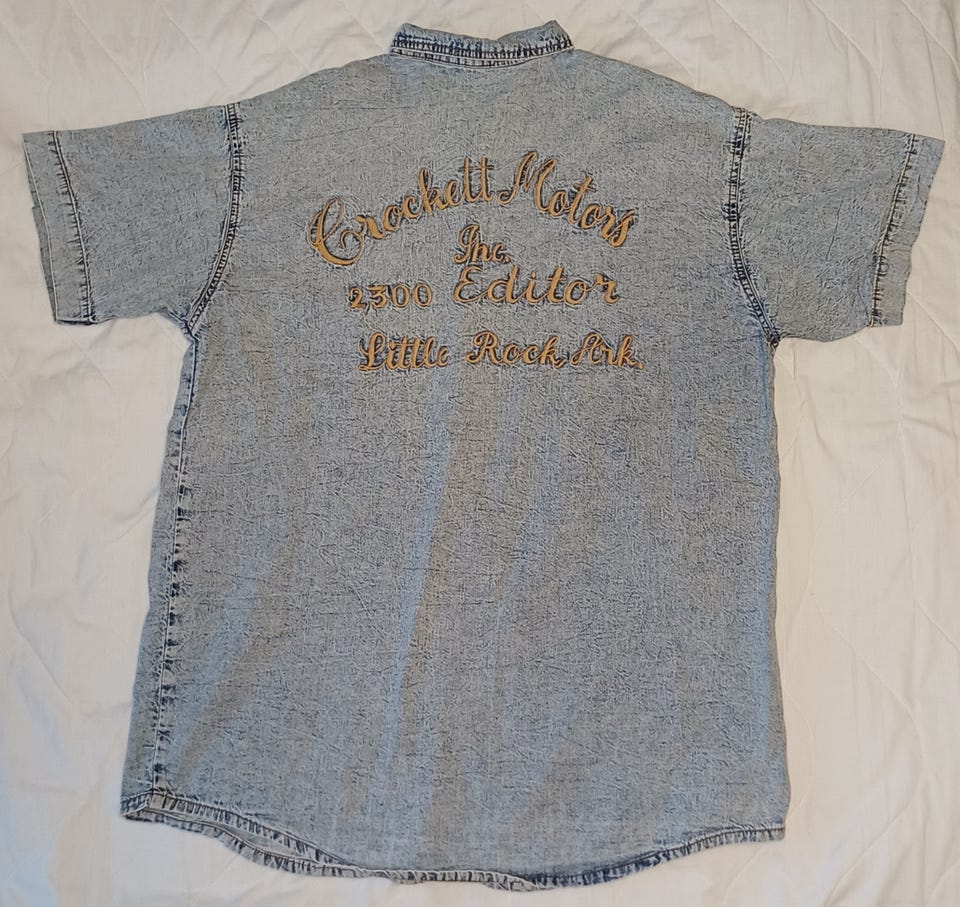 Crockett Motors
Inc.
2300 Editor
Little Rock, Ark.